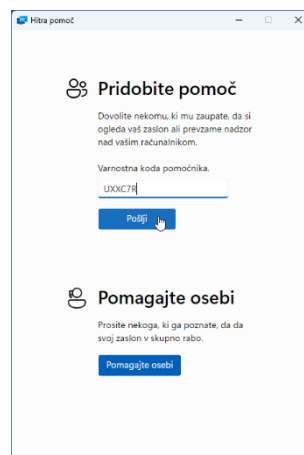 Hitra pomoč
Pridobite pomoč
Dovolite nekomu, ki mu zaupate, da si
ogleda vaš zaslon ali prevzame nadzor
nad vašim računalnikom.
Varnostna koda pomočnika.
UXXC7R
Pošlji
Pomagajte osebi
Prosite nekoga, ki ga poznate, da da
svoj zaslon v skupno rabo.
Pomagajte osebi